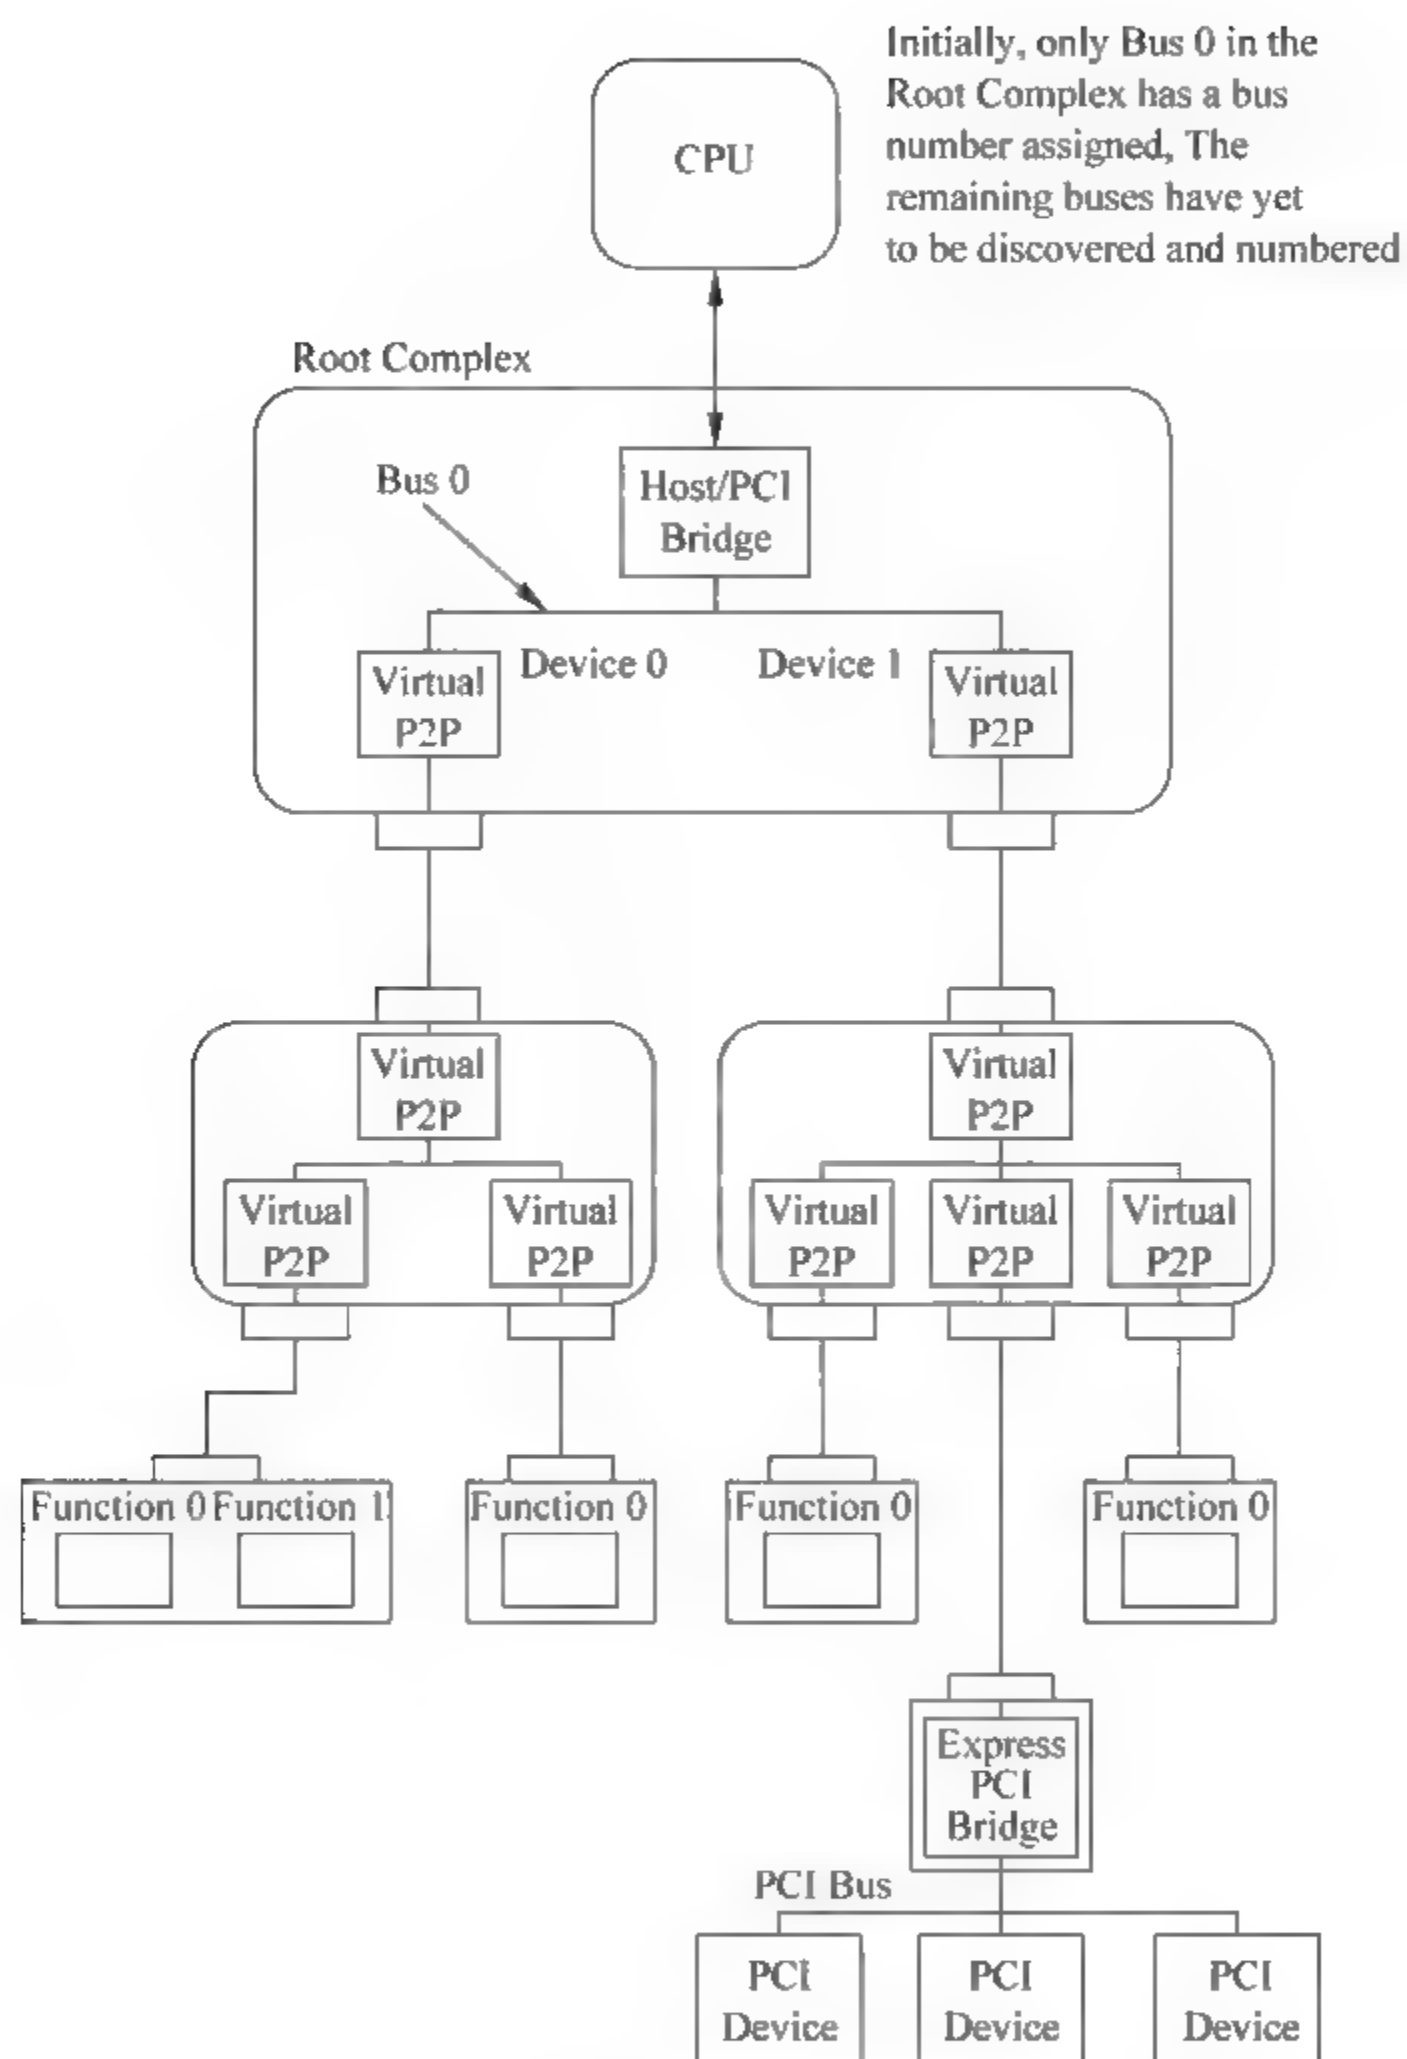 Initially, only Bus 0 in the
Root Complex has a bus
number assigned, The
remaining buses have yet
to be discovered and numbered
CPU
Root Complex
Bus 0
Host/PCI
Bridge
Device 0 Device 1
Virtual
P2P
Virtual
P2P
Virtual
P2P
Virtual
P2P
Virtual
P2P
Virtual
P2P
Virtual
P2P
Virtual
P2P
Virtual
P2P
Function 0 Function 1
Function 0
Function 0
Function 0
Express
PCI
Bridge
PCI Bus
PCI
Device
PCI
Device
PCI
Device